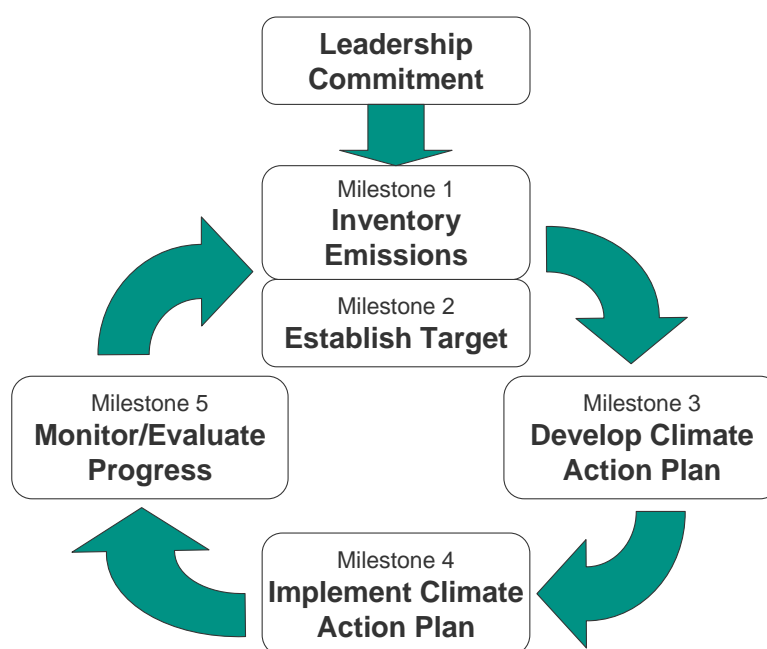 Leadership
Commitment
Milestone 1
Inventory
Emissions
Milestone 2
Establish Target
Milestone 5
Monitor/Evaluate
Progress
Milestone 3
Develop Climate
Action Plan
Milestone 4
Implement Climate
Action Plan